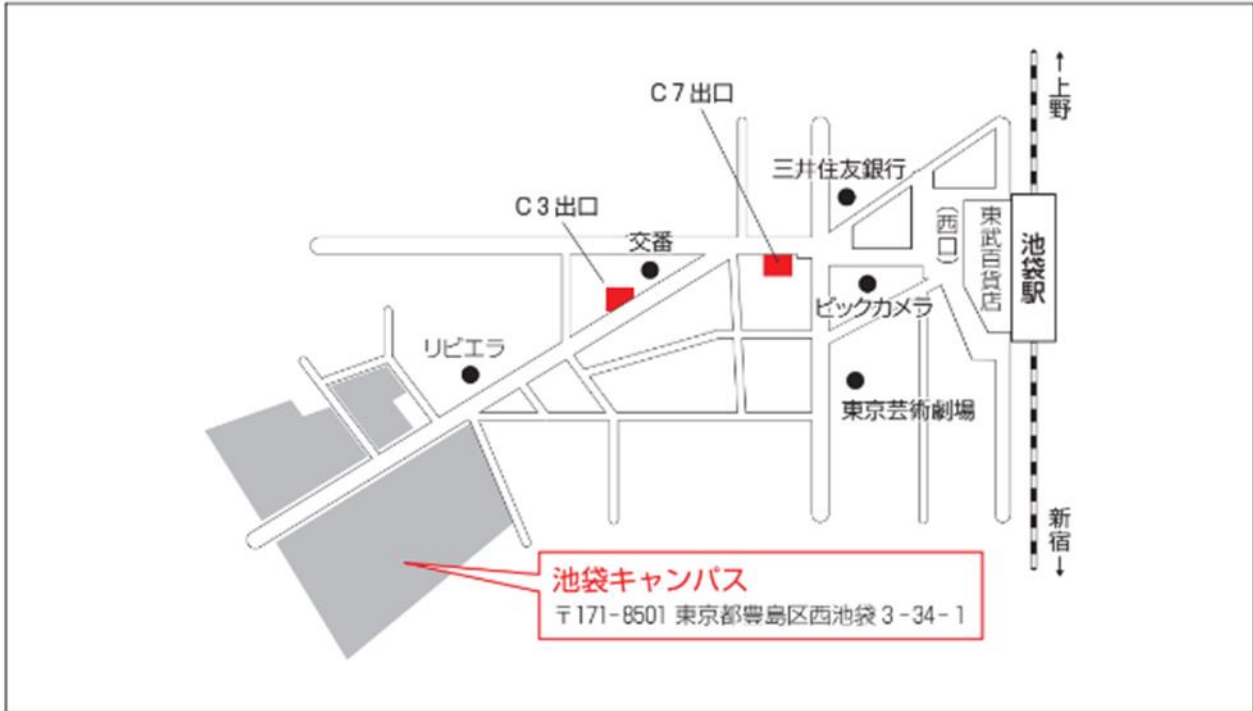 ↑上野
C7出口
三井住友銀行
C3出口
交番
(西口)
東武百貨店
池袋駅
ビックカメラ
リビエラ
東京芸術劇場
新宿↓
池袋キャンパス
〒171-8501 東京都豊島区西池袋3-34-1